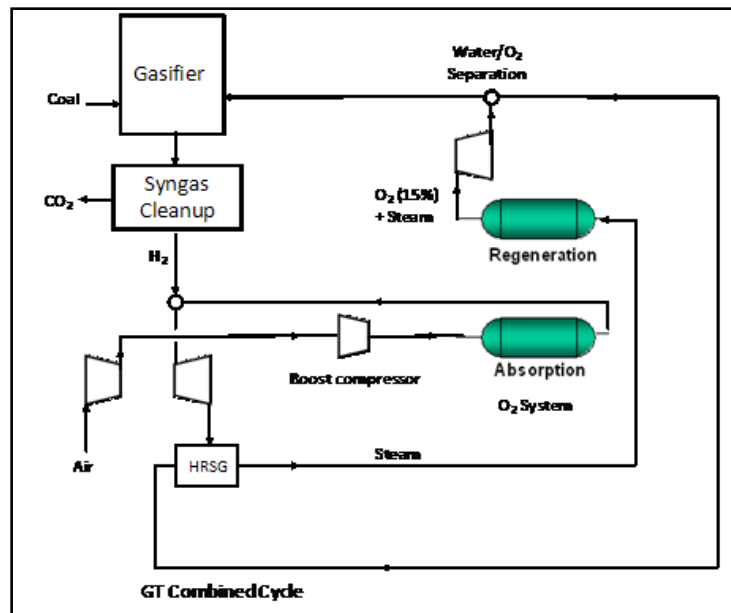 Gasifier
Water/O₂
Separation
Coal
Syngas
Cleanup
CO₂
O₂ (15%)
+ Steam
Regeneration
H₂
Boost compressor
Absorption
O₂ System
Air
HRSG
Steam
GT Combined Cycle